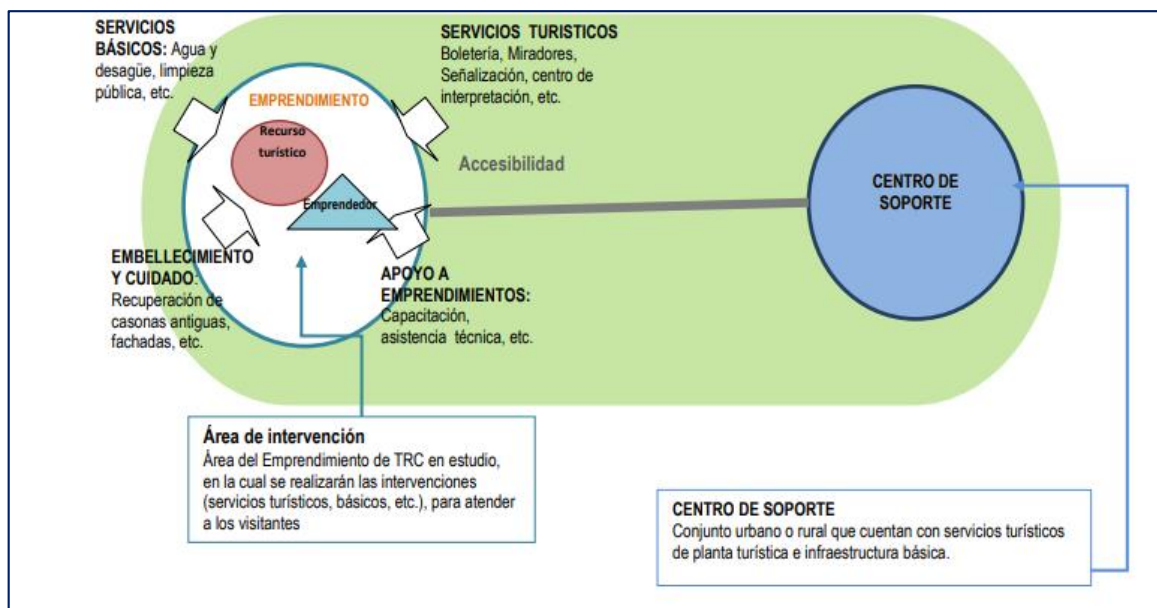 SERVICIOS
BÁSICOS: Agua y
desagüe, limpieza
pública, etc.
SERVICIOS TURISTICOS
Boletería, Miradores,
Señalización, centro de
interpretación, etc.
EMPRENDIMIENTO
Recurso
turístico
Emprendedor
Accesibilidad
CENTRO DE
SOPORTE
EMBELLECIMIENTO
Y CUIDADO:
Recuperación de
casonas antiguas,
fachadas, etc.
APOYO A
EMPRENDIMIENTOS:
Capacitación,
asistencia técnica, etc.
Área de intervención
Área del Emprendimiento de TRC en estudio,
en la cual se realizarán las intervenciones
(servicios turísticos, básicos, etc.), para atender
a los visitantes
CENTRO DE SOPORTE
Conjunto urbano o rural que cuentan con servicios turísticos
de planta turística e infraestructura básica.